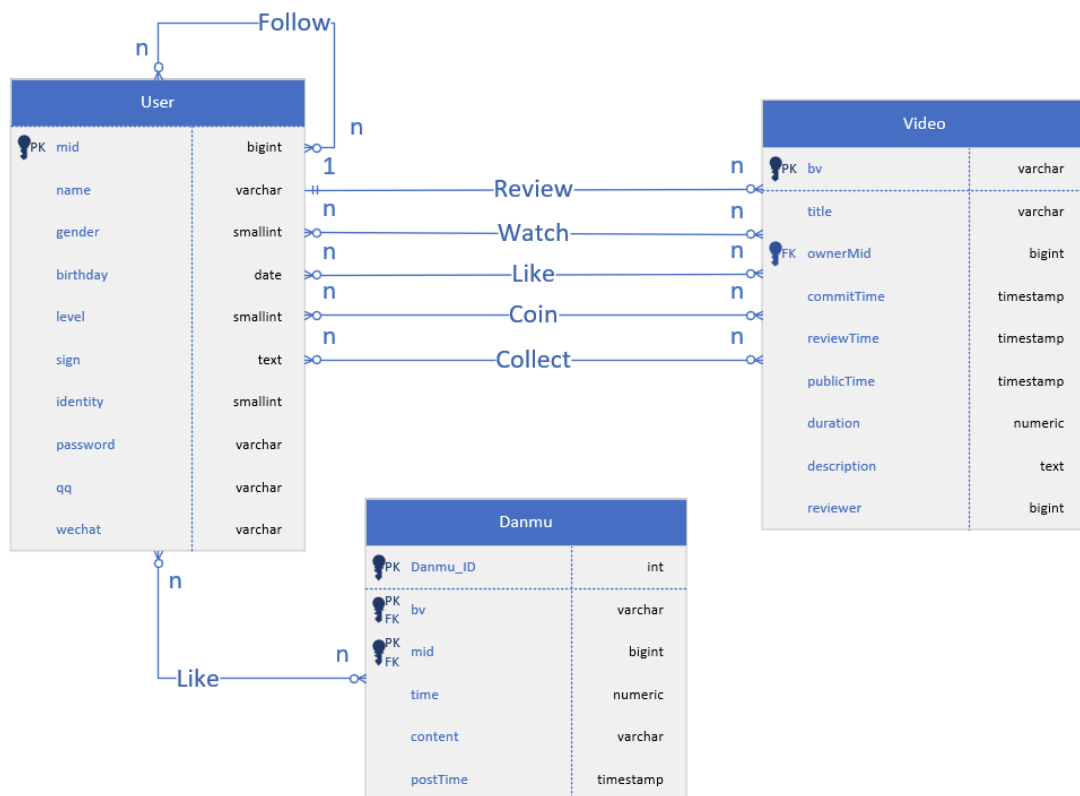 Follow
n
n
User
PK mid bigint
name varchar
gender smallint
birthday date
level smallint
sign text
identity smallint
password varchar
qq varchar
wechat varchar
1 Review n
n Watch n
n Like n
n Coin n
n Collect n
Video
PK bv varchar
title varchar
FK ownerMid bigint
commitTime timestamp
reviewTime timestamp
publicTime timestamp
duration numeric
description text
reviewer bigint
n
Like
n
Danmu
PK Danmu_ID int
PK
FK bv varchar
PK
FK mid bigint
time numeric
content varchar
postTime timestamp